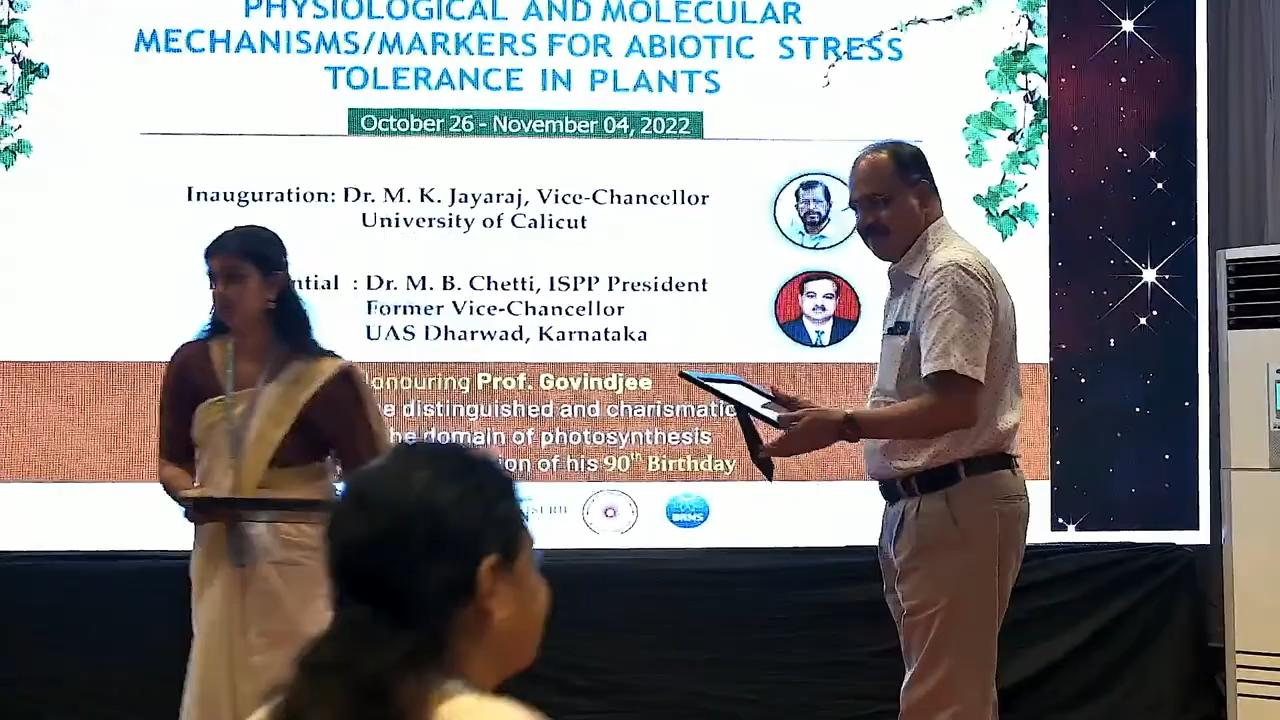 PHYSIOLOGICAL AND MOLECULAR
MECHANISMS/MARKERS FOR ABIOTIC STRESS
TOLERANCE IN PLANTS
October 26 - November 04, 2022
Inauguration: Dr. M. K. Jayaraj, Vice-Chancellor
University of Calicut
ntial : Dr. M. B. Chetti, ISPP President
Former Vice-Chancellor
UAS Dharwad, Karnataka
onouring Prof. Govindjee
e distinguished and charismatic
he domain of photosynthesis
ion of his 90th Birthday
SERB
BRNS